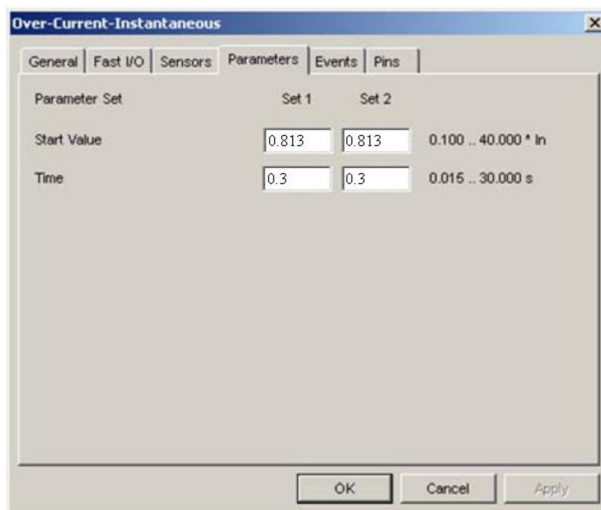 Over-Current-Instantaneous
General Fast I/O Sensors Parameters Events Pins
Parameter Set Set 1 Set 2
Start Value 0.813 0.813 0.100 .. 40.000 * In
Time 0.3 0.3 0.015 .. 30.000 s
OK Cancel Apply